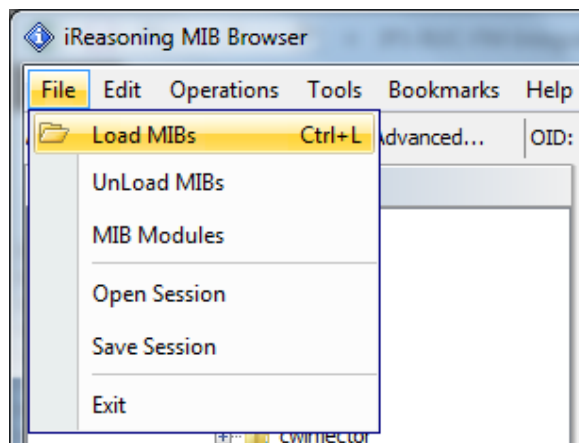 iReasoning MIB Browser
File Edit Operations Tools Bookmarks Help
Load MIBs Ctrl+L Advanced... OID:
UnLoad MIBs
MIB Modules
Open Session
Save Session
Exit